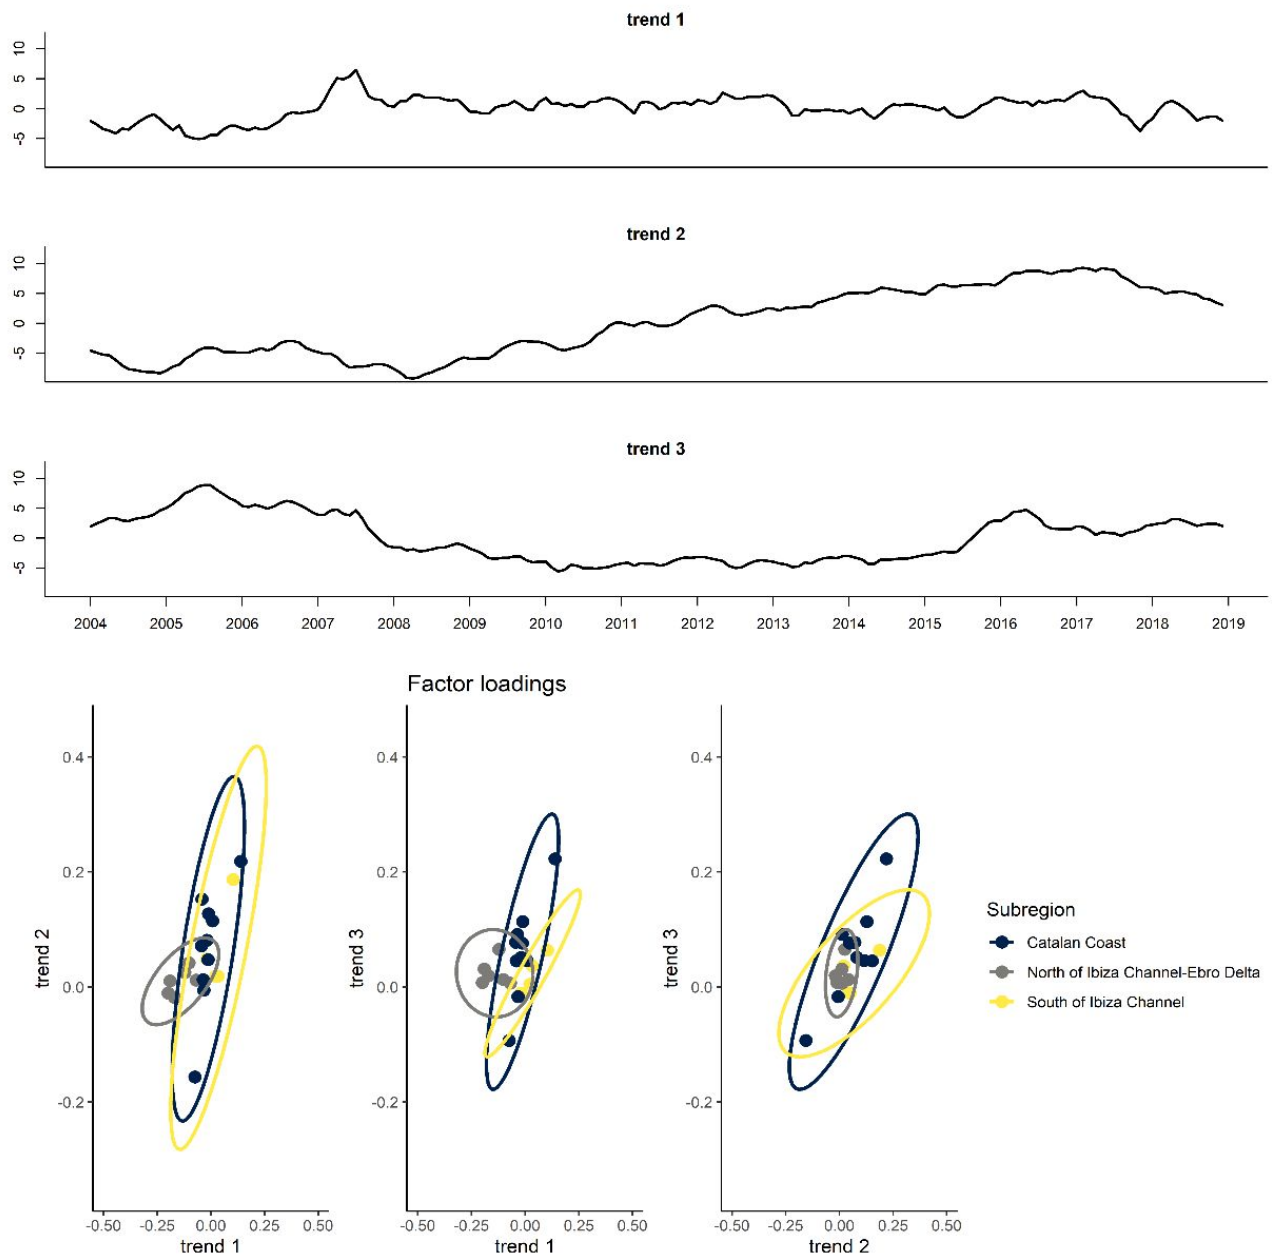 trend 1
10
5
0
-5
trend 2
10
5
0
-5
trend 3
10
5
0
-5
2004 2005 2006 2007 2008 2009 2010 2011 2012 2013 2014 2015 2016 2017 2018 2019
Factor loadings
trend 2
0.4
0.2
0.0
-0.2
-0.50 -0.25 0.00 0.25 0.50
trend 1
trend 3
0.4
0.2
0.0
-0.2
-0.50 -0.25 0.00 0.25 0.50
trend 1
trend 3
0.4
0.2
0.0
-0.2
-0.50 -0.25 0.00 0.25 0.50
trend 2
Subregion
Catalan Coast
North of Ibiza Channel-Ebro Delta
South of Ibiza Channel